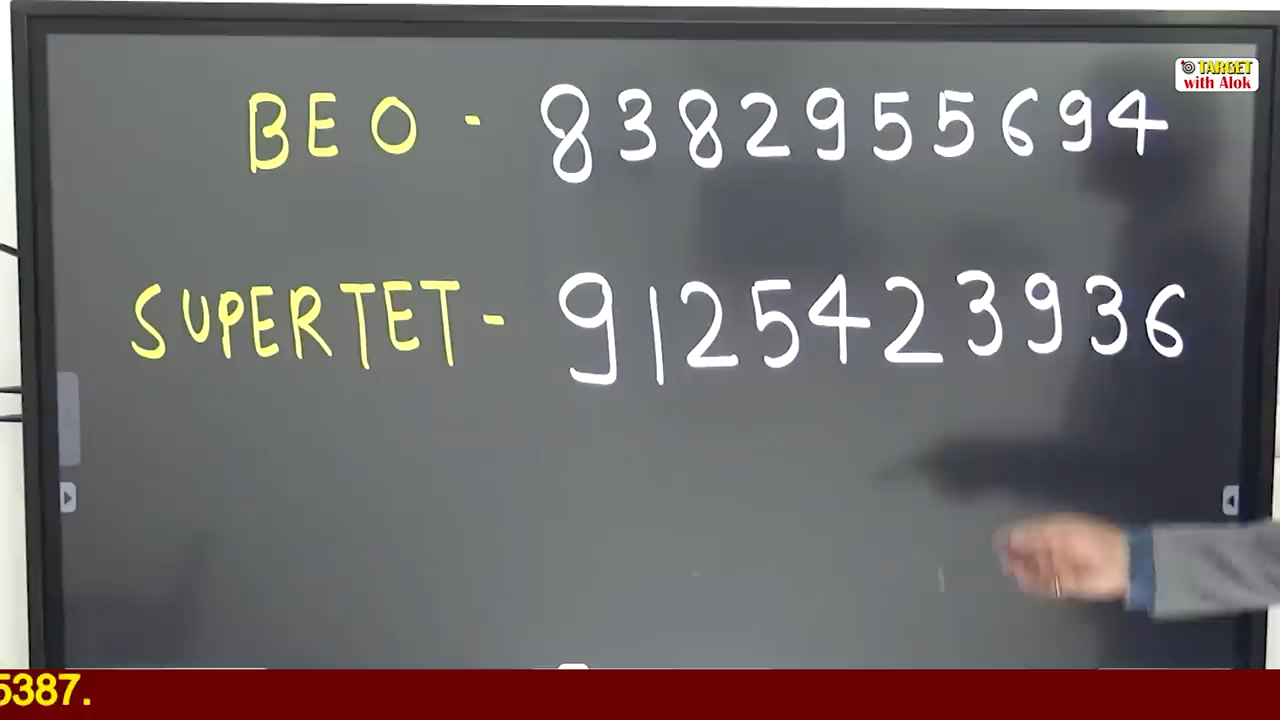 TARGET
with Alok
BEO - 8382955694
SUPERTET - 9125423936
5387.